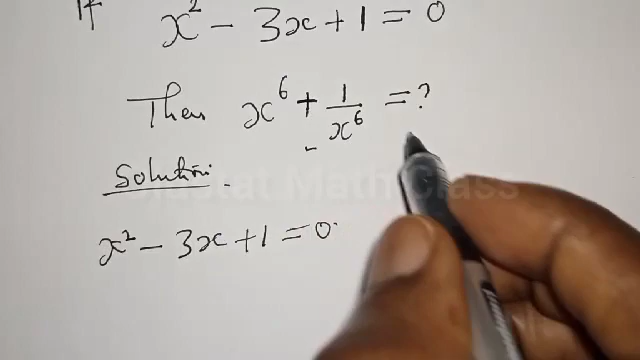 If x² - 3x + 1 = 0
Then x⁶ + 1/x⁶ = ?
Solution.
x² - 3x + 1 = 0